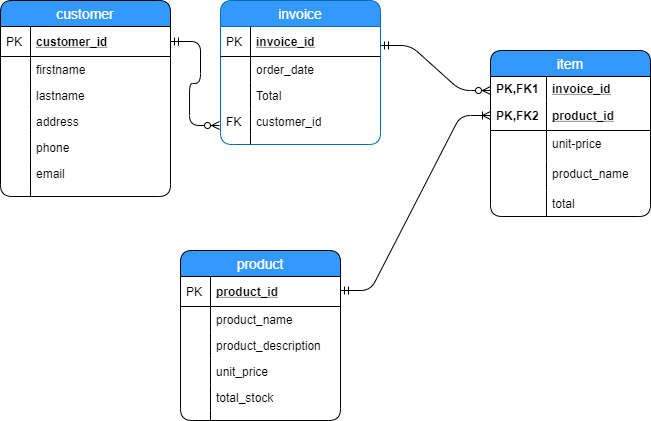 customer
PK customer_id
firstname
lastname
address
phone
email
invoice
PK invoice_id
order_date
Total
FK customer_id
item
PK,FK1 invoice_id
PK,FK2 product_id
unit-price
product_name
total
product
PK product_id
product_name
product_description
unit_price
total_stock